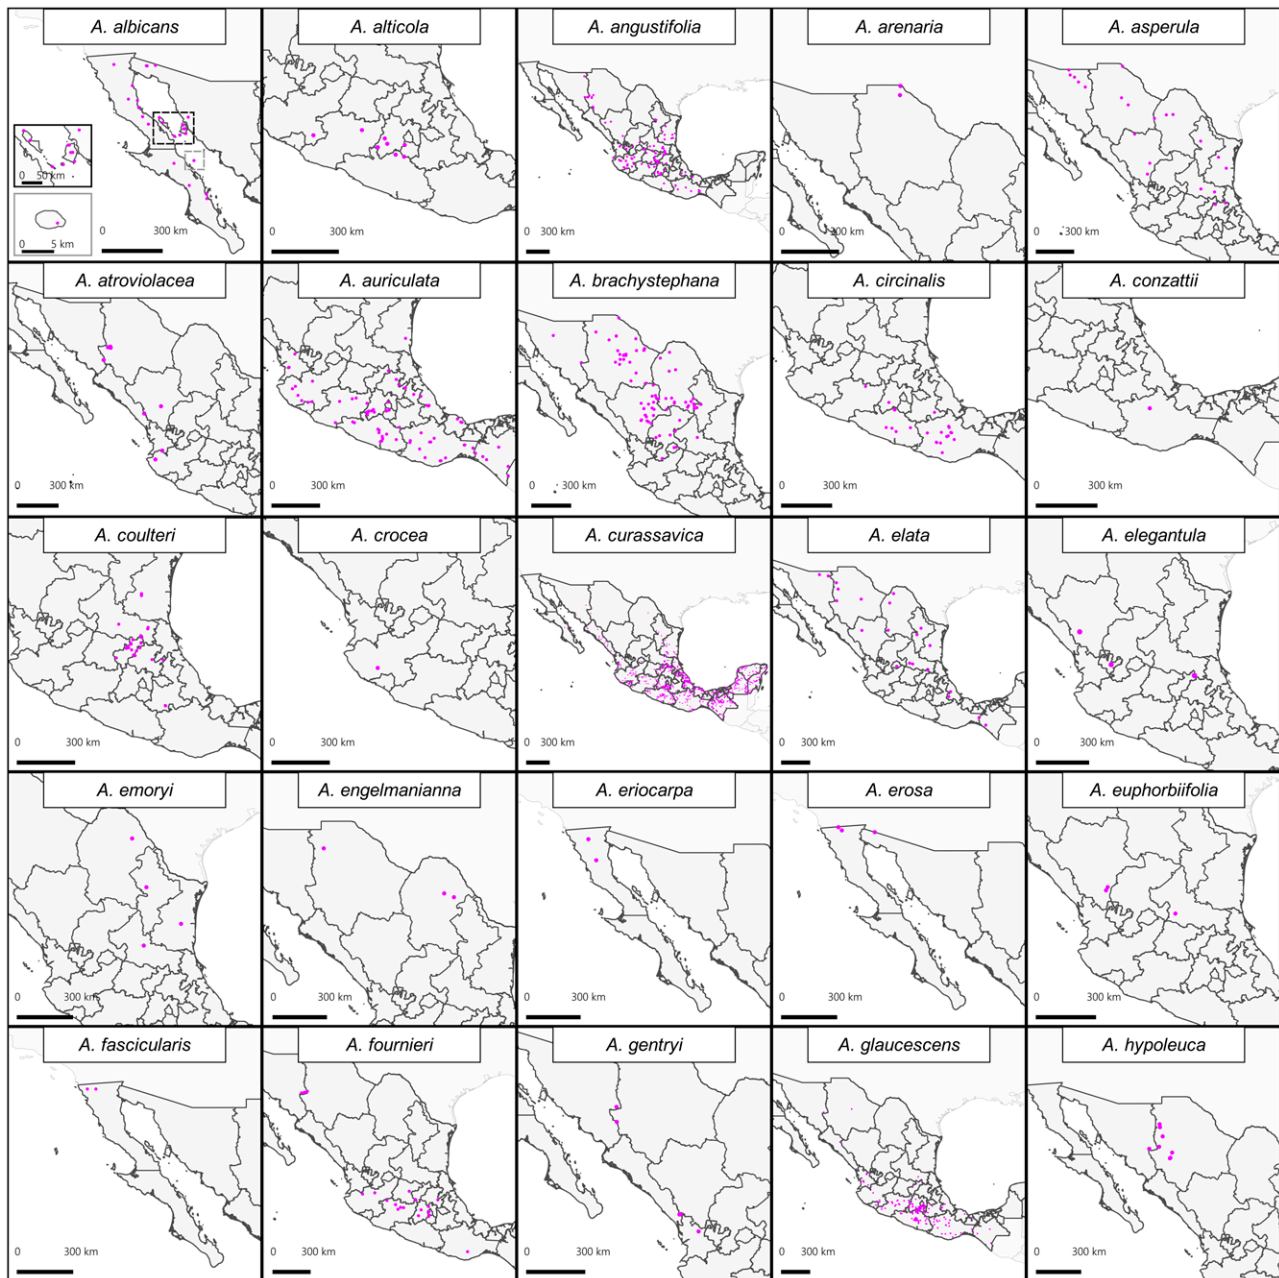 A. albicans
0 50 km
0 5 km
0 300 km
A. alticola
0 300 km
A. angustifolia
0 300 km
A. arenaria
0 300 km
A. asperula
0 300 km
A. atroviolacea
0 300 km
A. auriculata
0 300 km
A. brachystephana
0 300 km
A. circinalis
0 300 km
A. conzattii
0 300 km
A. coulteri
0 300 km
A. crocea
0 300 km
A. curassavica
0 300 km
A. elata
0 300 km
A. elegantula
0 300 km
A. emoryi
0 300 km
A. engelmanianna
0 300 km
A. eriocarpa
0 300 km
A. erosa
0 300 km
A. euphorbiifolia
0 300 km
A. fascicularis
0 300 km
A. fournieri
0 300 km
A. gentryi
0 300 km
A. glaucescens
0 300 km
A. hypoleuca
0 300 km